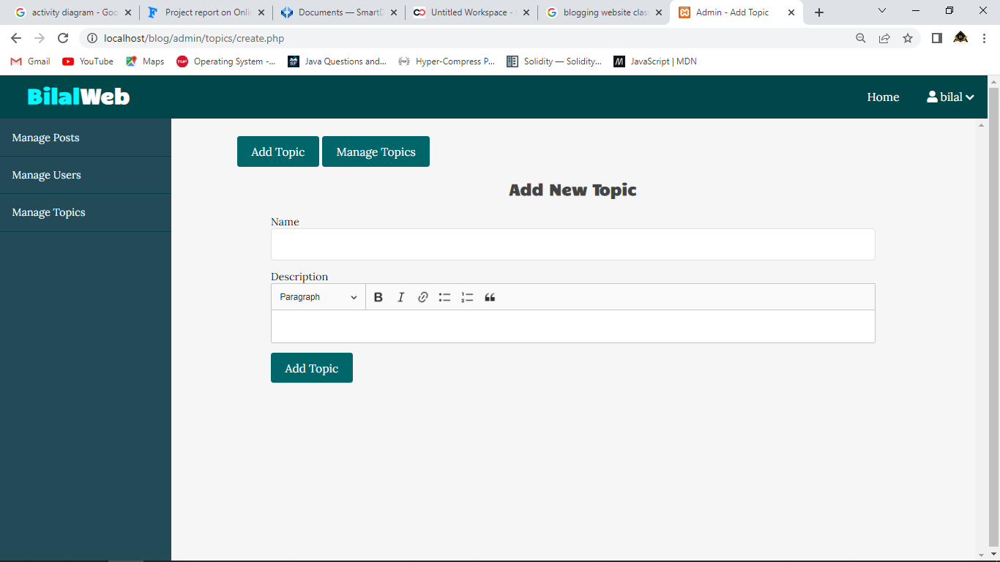 activity diagram - Goo
Project report on Onlin
Documents — SmartD
Untitled Workspace -
blogging website clas
Admin - Add Topic
localhost/blog/admin/topics/create.php
Gmail
YouTube
Maps
Operating System -...
Java Questions and...
Hyper-Compress P...
Solidity — Solidity...
JavaScript | MDN
BilalWeb
Home
bilal
Manage Posts
Manage Users
Manage Topics
Add Topic
Manage Topics
Add New Topic
Name
Description
Paragraph
Add Topic